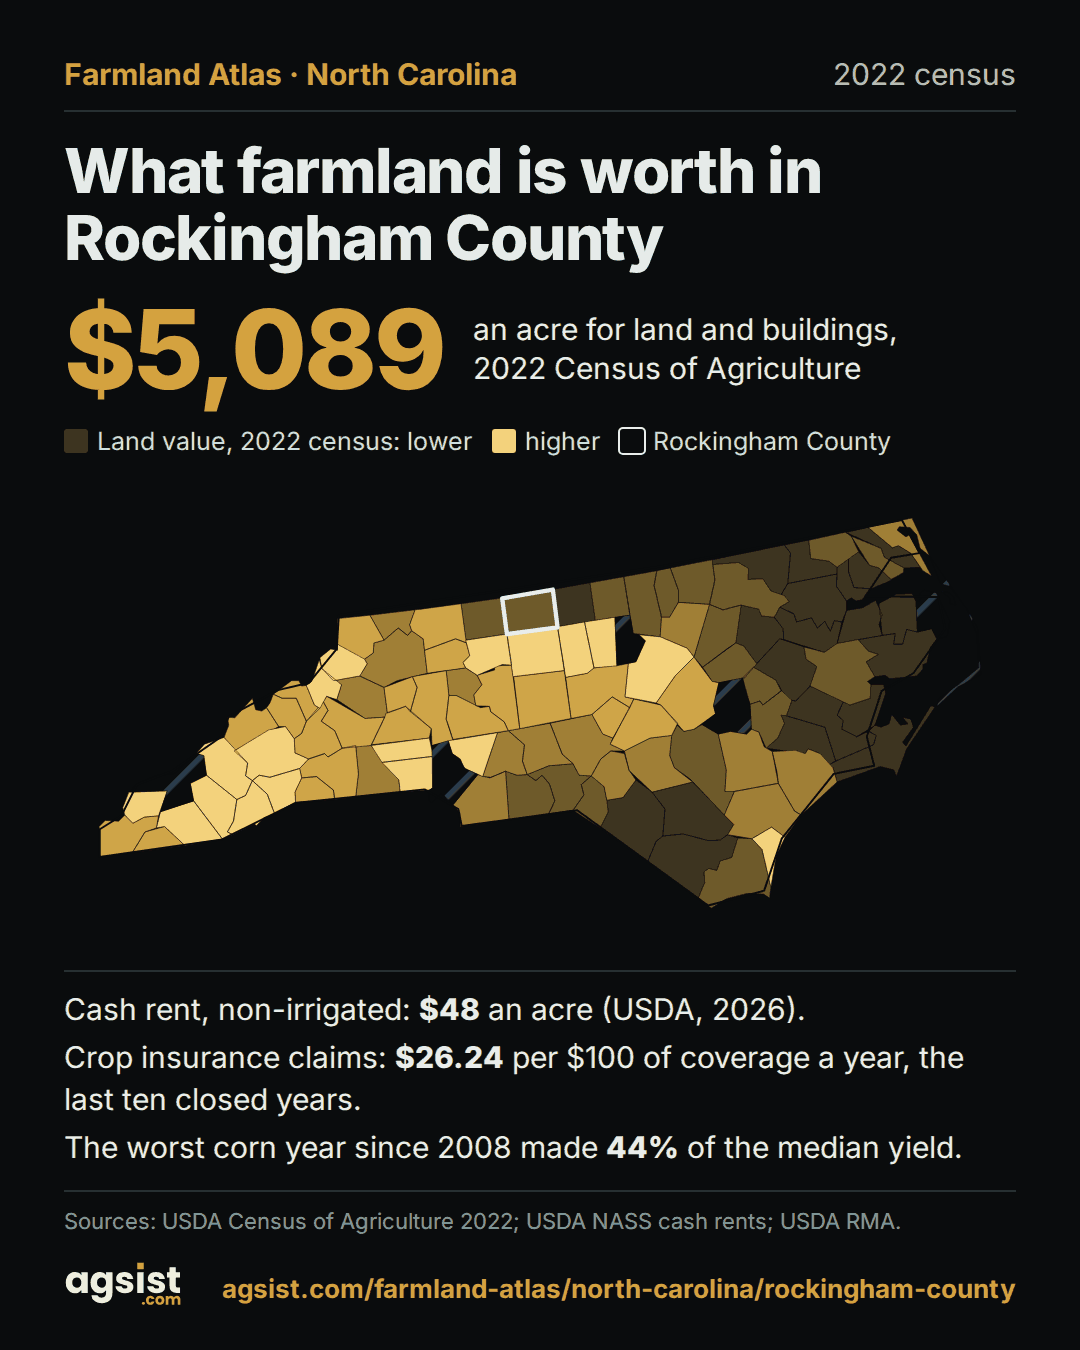 Farmland Atlas · North Carolina
2022 census
What farmland is worth in
Rockingham County
$5,089
an acre for land and buildings,
2022 Census of Agriculture
Land value, 2022 census: lower
higher
Rockingham County
Cash rent, non-irrigated: $48 an acre (USDA, 2026).
Crop insurance claims: $26.24 per $100 of coverage a year, the
last ten closed years.
The worst corn year since 2008 made 44% of the median yield.
Sources: USDA Census of Agriculture 2022; USDA NASS cash rents; USDA RMA.
agsist
.com
agsist.com/farmland-atlas/north-carolina/rockingham-county